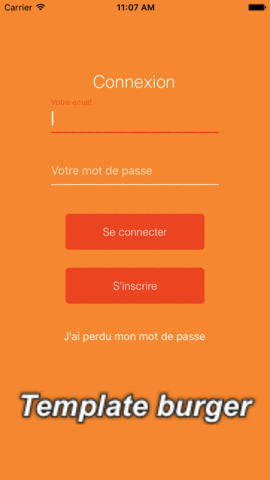 Carrier 11:07 AM
Connexion
Votre email
Votre mot de passe
Se connecter
S'inscrire
J'ai perdu mon mot de passe
Template burger